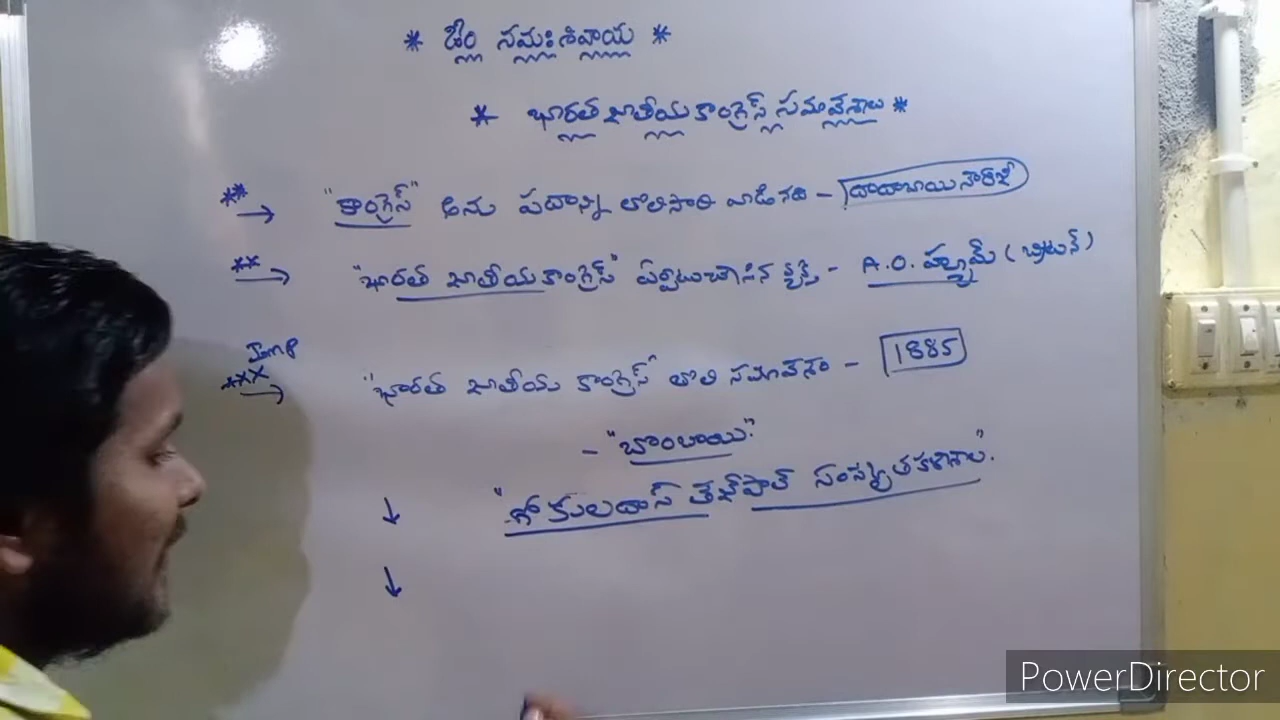 * ఓం నమఃశివాయ *
* భారత జాతీయ కాంగ్రెస్ సమావేశాలు *
** → "కాంగ్రెస్" అను పదాన్ని తొలిసారి వాడినది - దాదాబాయి నౌరోజీ
** → "భారత జాతీయ కాంగ్రెస్" ఏర్పాటుచేసిన వ్యక్తి - A.O. హ్యూమ్ (బ్రిటన్)
Imp
*** → "భారత జాతీయ కాంగ్రెస్" తొలి సమావేశం - 1885
- "బొంబాయి"
↓ "గోకులదాస్ తేజ్‌పాల్ సంస్కృత కళాశాల"
↓
PowerDirector